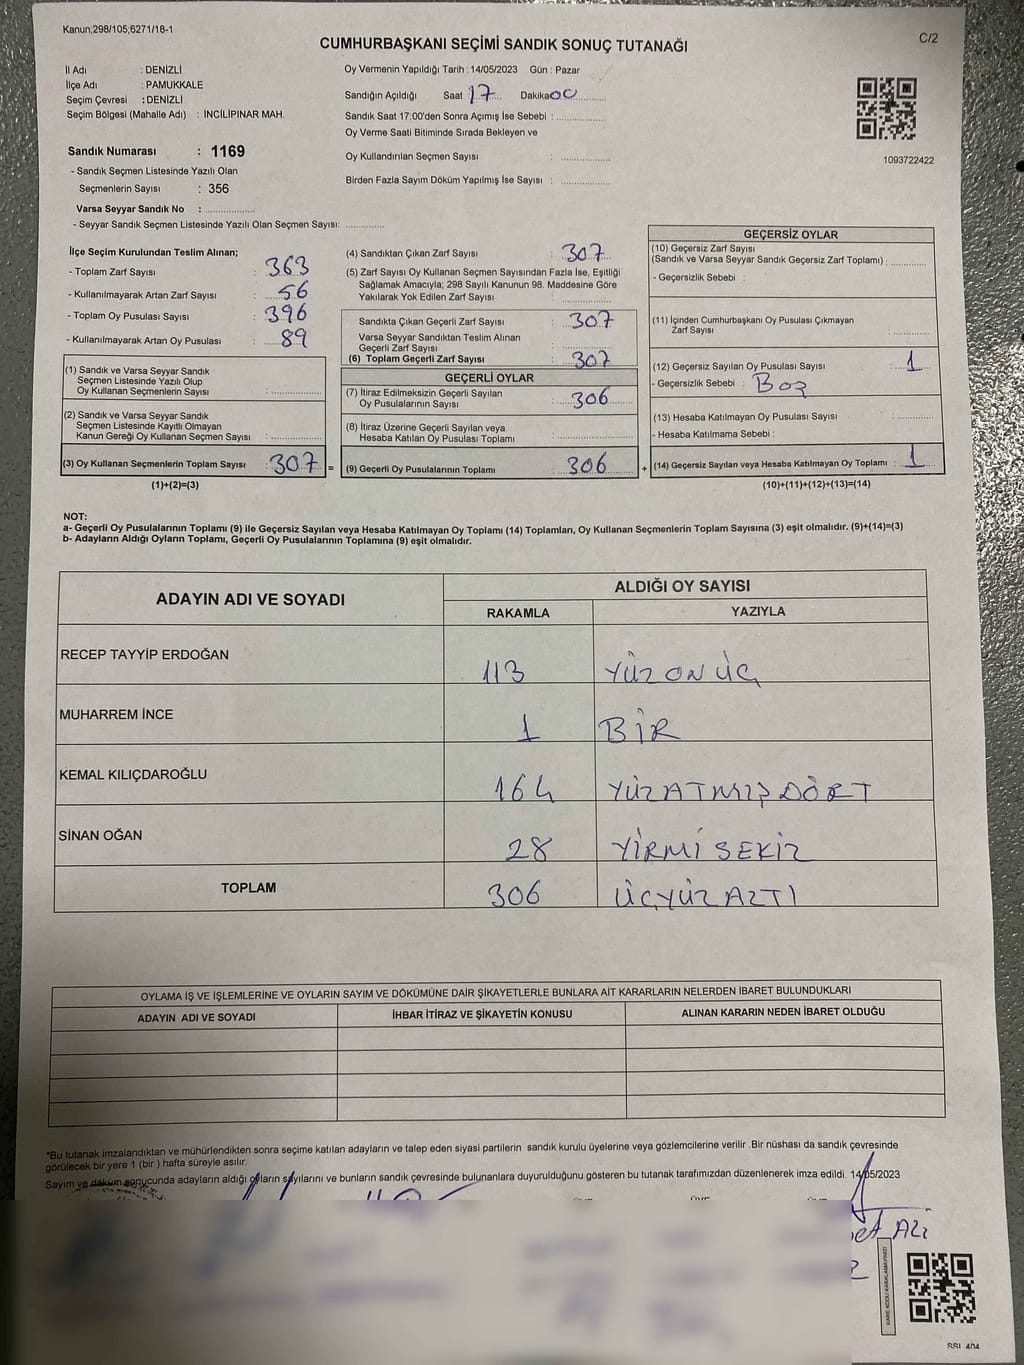 Kanun;298/105;6271/18-1
C/2
CUMHURBAŞKANI SEÇİMİ SANDIK SONUÇ TUTANAĞI
İl Adı : DENİZLİ
İlçe Adı : PAMUKKALE
Seçim Çevresi : DENİZLİ
Seçim Bölgesi (Mahalle Adı) : İNCİLİPINAR MAH.
Sandık Numarası : 1169
- Sandık Seçmen Listesinde Yazılı Olan
Seçmenlerin Sayısı : 356
Varsa Seyyar Sandık No : ................
- Seyyar Sandık Seçmen Listesinde Yazılı Olan Seçmen Sayısı: ............
Oy Vermenin Yapıldığı Tarih : 14/05/2023 Gün : Pazar
Sandığın Açıldığı Saat 17 Dakika 00
Sandık Saat 17:00'den Sonra Açımış İse Sebebi : ...............
Oy Verme Saati Bitiminde Sırada Bekleyen ve
Oy Kullandırılan Seçmen Sayısı : ...............
Birden Fazla Sayım Döküm Yapılmış İse Sayısı : ...............
1093722422
İlçe Seçim Kurulundan Teslim Alınan;
- Toplam Zarf Sayısı : 363
- Kullanılmayarak Artan Zarf Sayısı : 56
- Toplam Oy Pusulası Sayısı : 396
- Kullanılmayarak Artan Oy Pusulası : 89
(1) Sandık ve Varsa Seyyar Sandık
Seçmen Listesinde Yazılı Olup
Oy Kullanan Seçmenlerin Sayısı : ...............
(2) Sandık ve Varsa Seyyar Sandık
Seçmen Listesinde Kayıtlı Olmayan
Kanun Gereği Oy Kullanan Seçmen Sayısı : ...............
(3) Oy Kullanan Seçmenlerin Toplam Sayısı : 307 =
(1)+(2)=(3)
(4) Sandıktan Çıkan Zarf Sayısı : 307
(5) Zarf Sayısı Oy Kullanan Seçmen Sayısından Fazla İse, Eşitliği
Sağlamak Amacıyla; 298 Sayılı Kanunun 98. Maddesine Göre
Yakılarak Yok Edilen Zarf Sayısı : ...............
Sandıkta Çıkan Geçerli Zarf Sayısı : 307
Varsa Seyyar Sandıktan Teslim Alınan
Geçerli Zarf Sayısı : ...............
(6) Toplam Geçerli Zarf Sayısı : 307
GEÇERLİ OYLAR
(7) İtiraz Edilmeksizin Geçerli Sayılan
Oy Pusulalarının Sayısı : 306
(8) İtiraz Üzerine Geçerli Sayılan veya
Hesaba Katılan Oy Pusulası Toplamı : ...............
(9) Geçerli Oy Pusulalarının Toplamı : 306 +
GEÇERSİZ OYLAR
(10) Geçersiz Zarf Sayısı
(Sandık ve Varsa Seyyar Sandık Geçersiz Zarf Toplamı) : ............
- Geçersizlik Sebebi :
(11) İçinden Cumhurbaşkanı Oy Pusulası Çıkmayan
Zarf Sayısı : ............
(12) Geçersiz Sayılan Oy Pusulası Sayısı : 1
- Geçersizlik Sebebi : Boş
(13) Hesaba Katılmayan Oy Pusulası Sayısı : ............
- Hesaba Katılmama Sebebi :
(14) Geçersiz Sayılan veya Hesaba Katılmayan Oy Toplamı : 1
(10)+(11)+(12)+(13)=(14)
NOT:
a- Geçerli Oy Pusulalarının Toplamı (9) ile Geçersiz Sayılan veya Hesaba Katılmayan Oy Toplamı (14) Toplamları, Oy Kullanan Seçmenlerin Toplam Sayısına (3) eşit olmalıdır. (9)+(14)=(3)
b- Adayların Aldığı Oyların Toplamı, Geçerli Oy Pusulalarının Toplamına (9) eşit olmalıdır.
ADAYIN ADI VE SOYADI
ALDIĞI OY SAYISI
RAKAMLA YAZIYLA
RECEP TAYYİP ERDOĞAN 113 YÜZ ON ÜÇ
MUHARREM İNCE 1 BİR
KEMAL KILIÇDAROĞLU 164 YÜZATMIŞ DÖRT
SİNAN OĞAN 28 YİRMİ SEKİZ
TOPLAM 306 ÜÇYÜZ ALTI
OYLAMA İŞ VE İŞLEMLERİNE VE OYLARIN SAYIM VE DÖKÜMÜNE DAİR ŞİKAYETLERLE BUNLARA AİT KARARLARIN NELERDEN İBARET BULUNDUKLARI
ADAYIN ADI VE SOYADI İHBAR İTİRAZ VE ŞİKAYETİN KONUSU ALINAN KARARIN NEDEN İBARET OLDUĞU
*Bu tutanak imzalandıktan ve mühürlendikten sonra seçime katılan adayların ve talep eden siyasi partilerin sandık kurulu üyelerine veya gözlemcilerine verilir .Bir nüshası da sandık çevresinde
görülecek bir yere 1 (bir ) hafta süreyle asılır.
Sayım ve döküm sonucunda adayların aldığı oyların sayılarını ve bunların sandık çevresinde bulunanlara duyurulduğunu gösteren bu tutanak tarafımızdan düzenlenerek imza edildi. 14/05/2023
ALİ